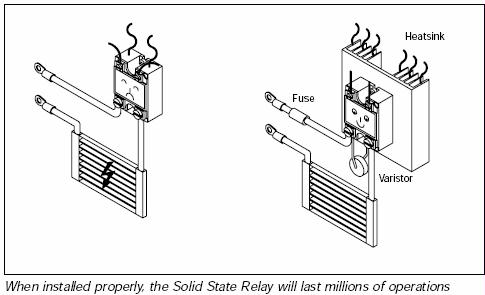 Heatsink
Fuse
Varistor
When installed properly, the Solid State Relay will last millions of operations